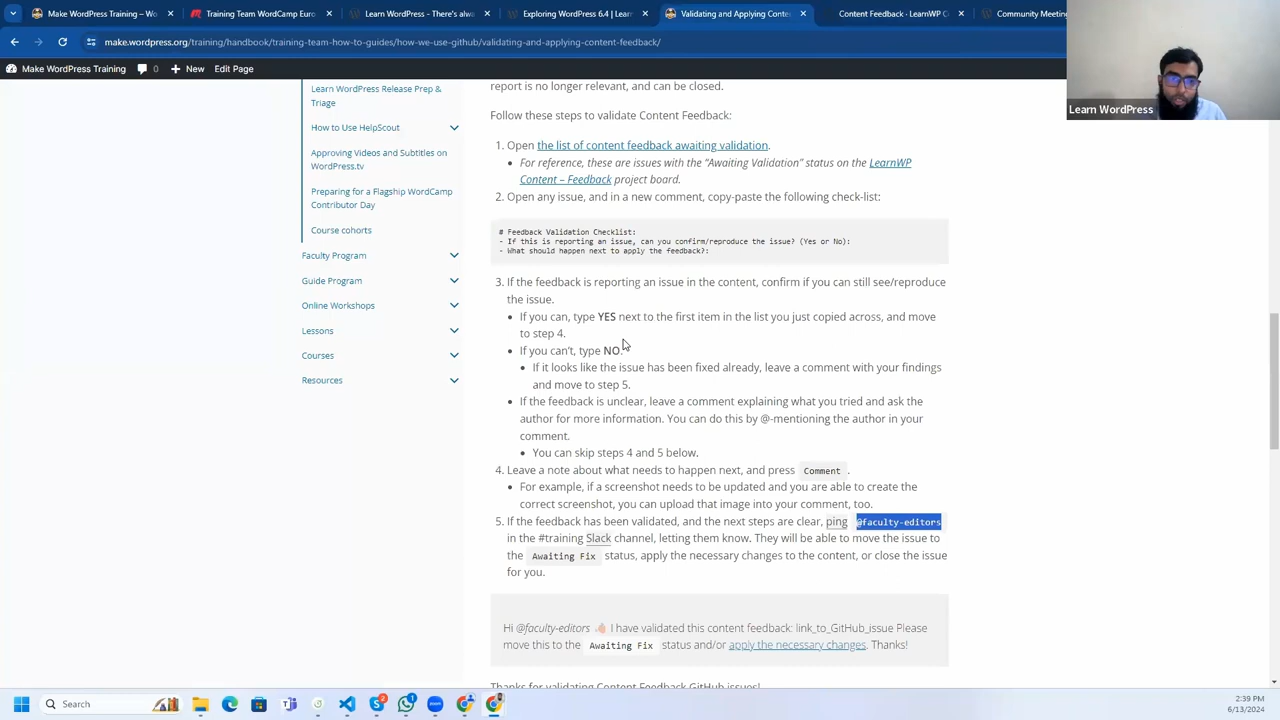 Make WordPress Training – Wo
Training Team WordCamp Euro
Learn WordPress - There's alwa
Exploring WordPress 6.4 | Learn
Validating and Applying Conten
Content Feedback · LearnWP C
Community Meeting
make.wordpress.org/training/handbook/training-team-how-to-guides/how-we-use-github/validating-and-applying-content-feedback/
Make WordPress Training 0 New Edit Page
Learn WordPress
Learn WordPress Release Prep &
Triage
How to Use HelpScout
Approving Videos and Subtitles on
WordPress.tv
Preparing for a Flagship WordCamp
Contributor Day
Course cohorts
Faculty Program
Guide Program
Online Workshops
Lessons
Courses
Resources
report is no longer relevant, and can be closed.
Follow these steps to validate Content Feedback:
1. Open the list of content feedback awaiting validation.
• For reference, these are issues with the “Awaiting Validation” status on the LearnWP
Content – Feedback project board.
2. Open any issue, and in a new comment, copy-paste the following check-list:
# Feedback Validation Checklist:
- If this is reporting an issue, can you confirm/reproduce the issue? (Yes or No):
- What should happen next to apply the feedback?:
3. If the feedback is reporting an issue in the content, confirm if you can still see/reproduce
the issue.
• If you can, type YES next to the first item in the list you just copied across, and move
to step 4.
• If you can’t, type NO.
• If it looks like the issue has been fixed already, leave a comment with your findings
and move to step 5.
• If the feedback is unclear, leave a comment explaining what you tried and ask the
author for more information. You can do this by @-mentioning the author in your
comment.
• You can skip steps 4 and 5 below.
4. Leave a note about what needs to happen next, and press Comment .
• For example, if a screenshot needs to be updated and you are able to create the
correct screenshot, you can upload that image into your comment, too.
5. If the feedback has been validated, and the next steps are clear, ping @faculty-editors
in the #training Slack channel, letting them know. They will be able to move the issue to
the Awaiting Fix status, apply the necessary changes to the content, or close the issue
for you.
Hi @faculty-editors 👋 I have validated this content feedback: link_to_GitHub_issue Please
move this to the Awaiting Fix status and/or apply the necessary changes. Thanks!
Thanks for validating Content Feedback GitHub issues!
Search
2
1
2:39 PM
6/13/2024